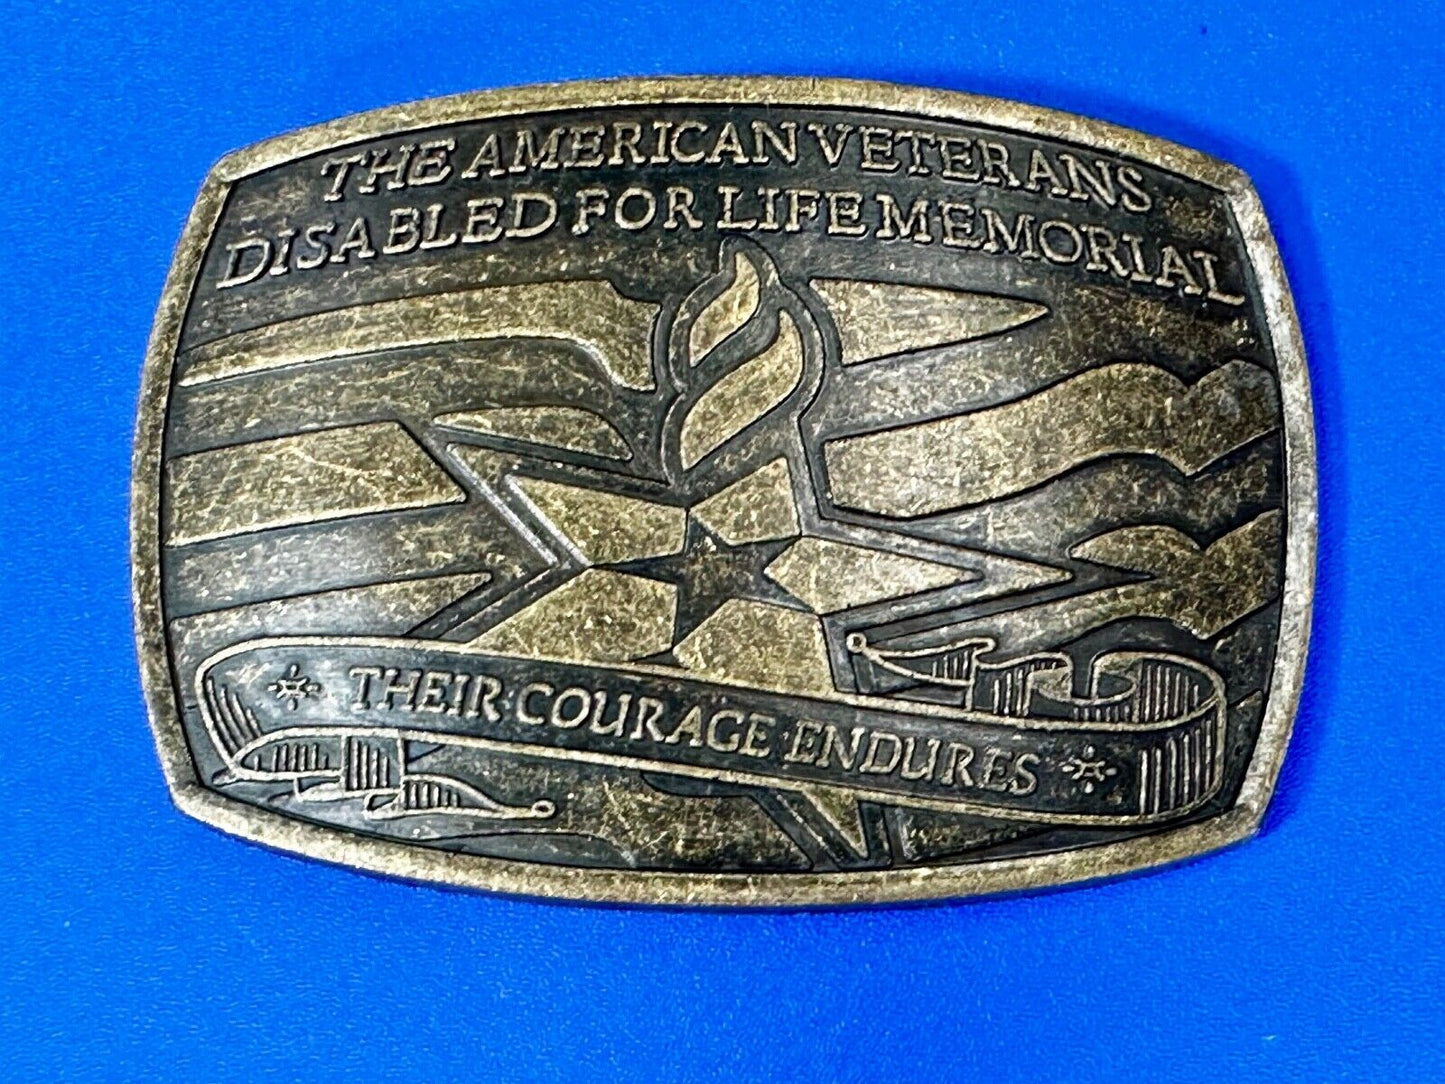 THE AMERICAN VETERANS
DISABLED FOR LIFE MEMORIAL
THEIR COURAGE ENDURES